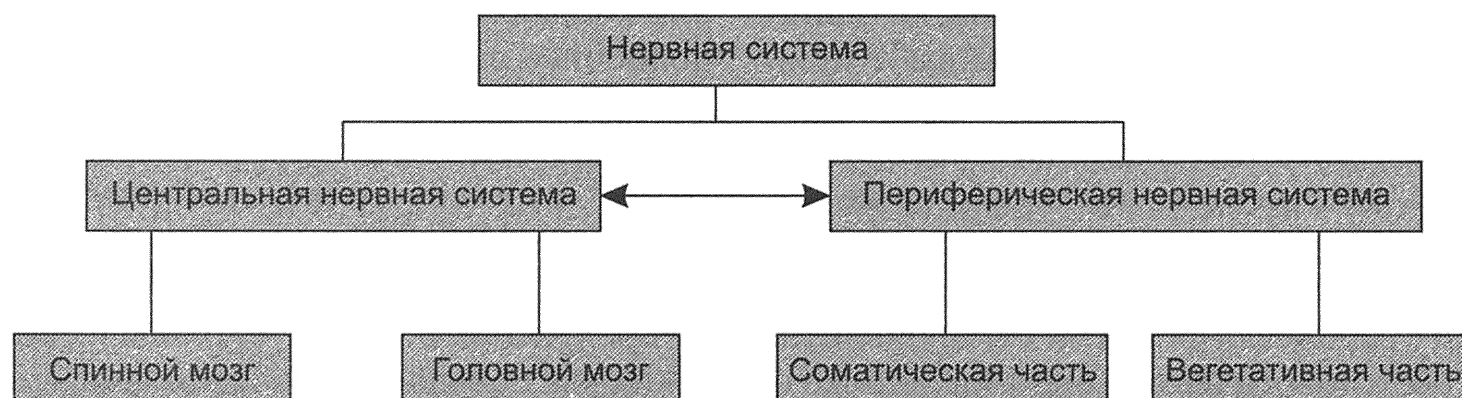 Нервная система
Центральная нервная система
Периферическая нервная система
Спинной мозг
Головной мозг
Соматическая часть
Вегетативная часть